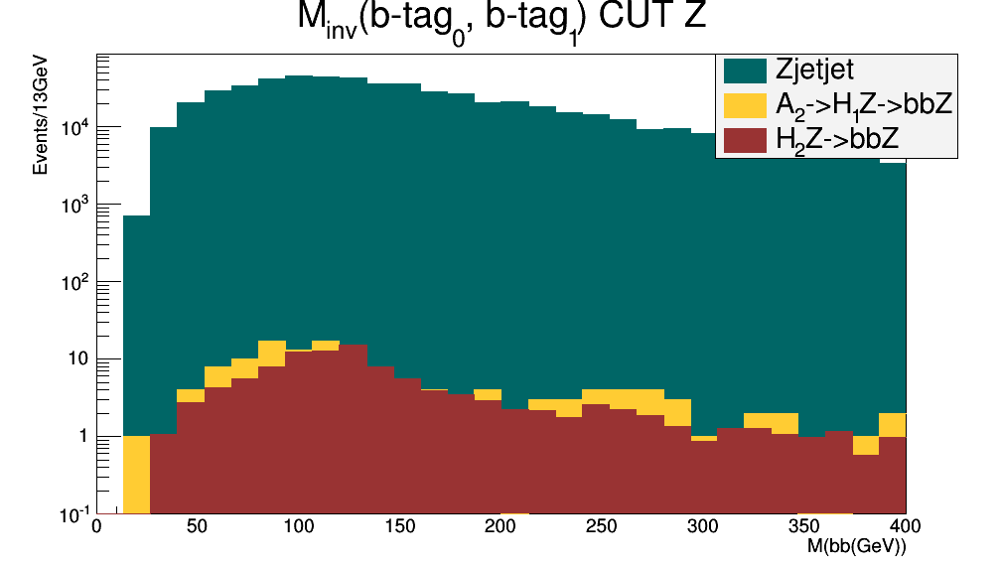 M_inv(b-tag_0, b-tag_1) CUT Z
Events/13GeV
Zjetjet
A_2->H_1Z->bbZ
H_2Z->bbZ
10^4
10^3
10^2
10
1
10^-1
0 50 100 150 200 250 300 350 400
M(bb(GeV))